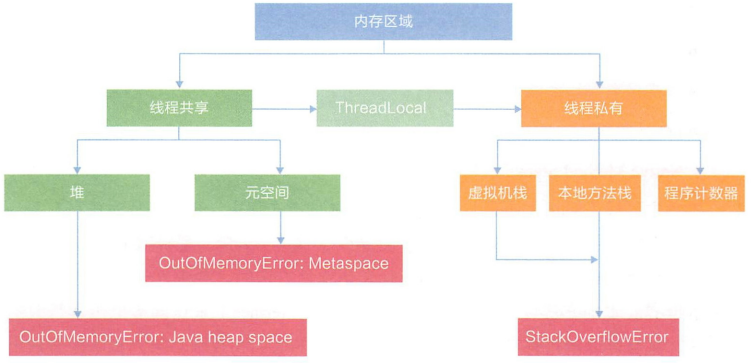 内存区域
线程共享
ThreadLocal
线程私有
堆
元空间
虚拟机栈
本地方法栈
程序计数器
OutOfMemoryError: Metaspace
OutOfMemoryError: Java heap space
StackOverflowError